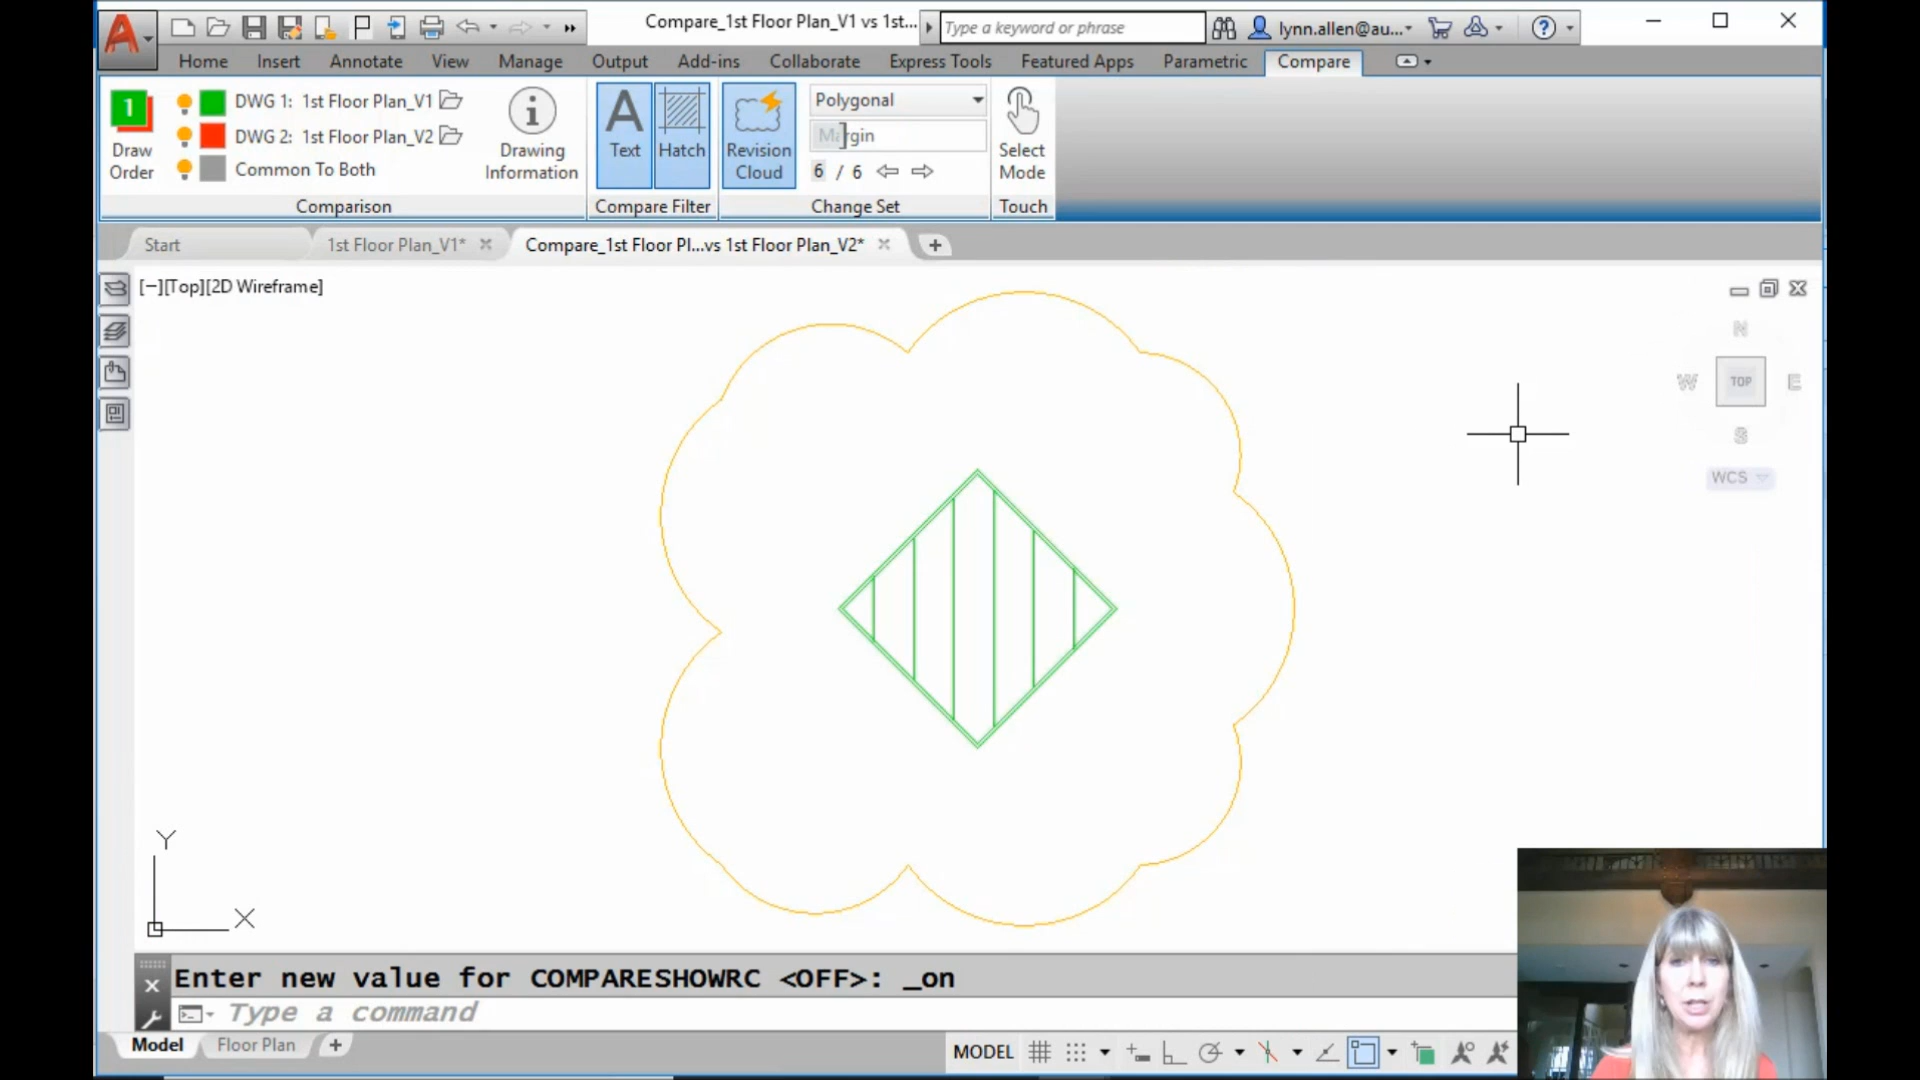 Compare_1st Floor Plan_V1 vs 1st...
Type a keyword or phrase
lynn.allen@au...
Home Insert Annotate View Manage Output Add-ins Collaborate Express Tools Featured Apps Parametric Compare
1
Draw Order
DWG 1: 1st Floor Plan_V1
DWG 2: 1st Floor Plan_V2
Common To Both
Drawing Information
Comparison
A Text
Hatch
Compare Filter
Revision Cloud
Polygonal
Margin
6 / 6
Change Set
Select Mode
Touch
Start 1st Floor Plan_V1* Compare_1st Floor Pl...vs 1st Floor Plan_V2*
[−][Top][2D Wireframe]
N
W TOP E
S
WCS
Y
X
Enter new value for COMPARESHOWRC <OFF>: _on
Type a command
Model Floor Plan +
MODEL